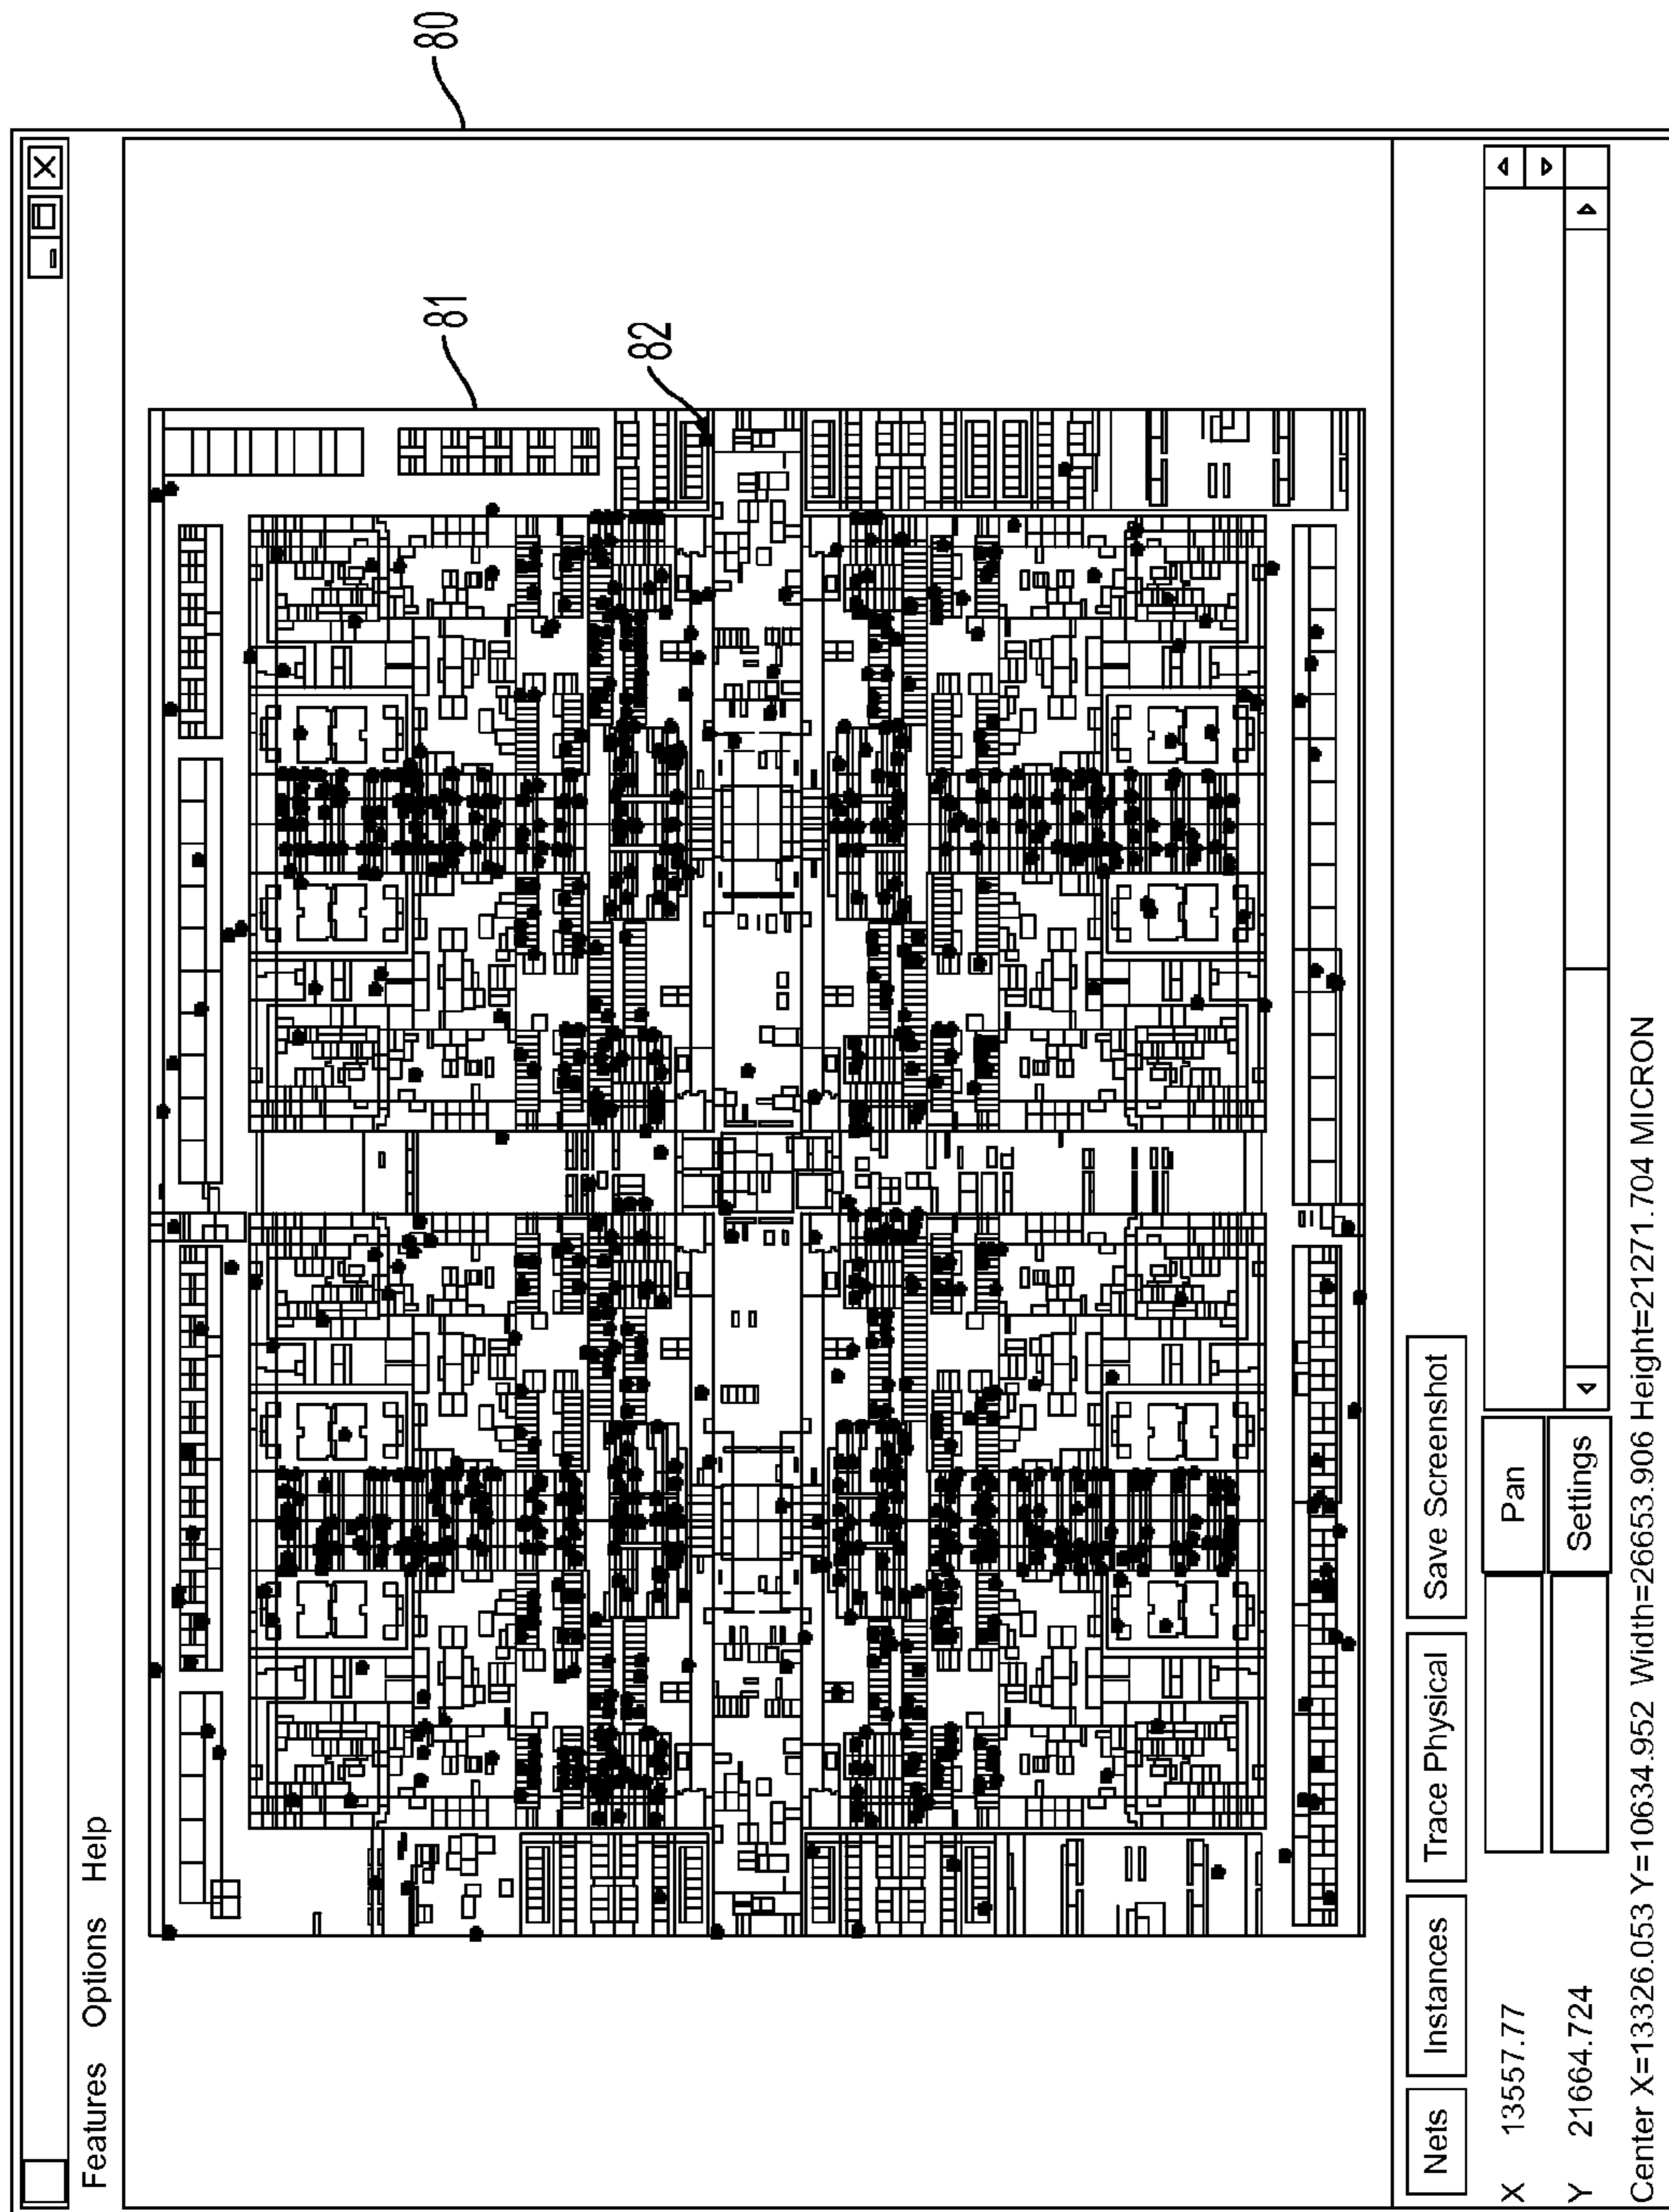 Features Options Help
80
81
82
Nets Instances Trace Physical Save Screenshot
X 13557.77 Pan
Y 21664.724 Settings
Center X=13326.053 Y=10634.952 Width=26653.906 Height=21271.704 MICRON